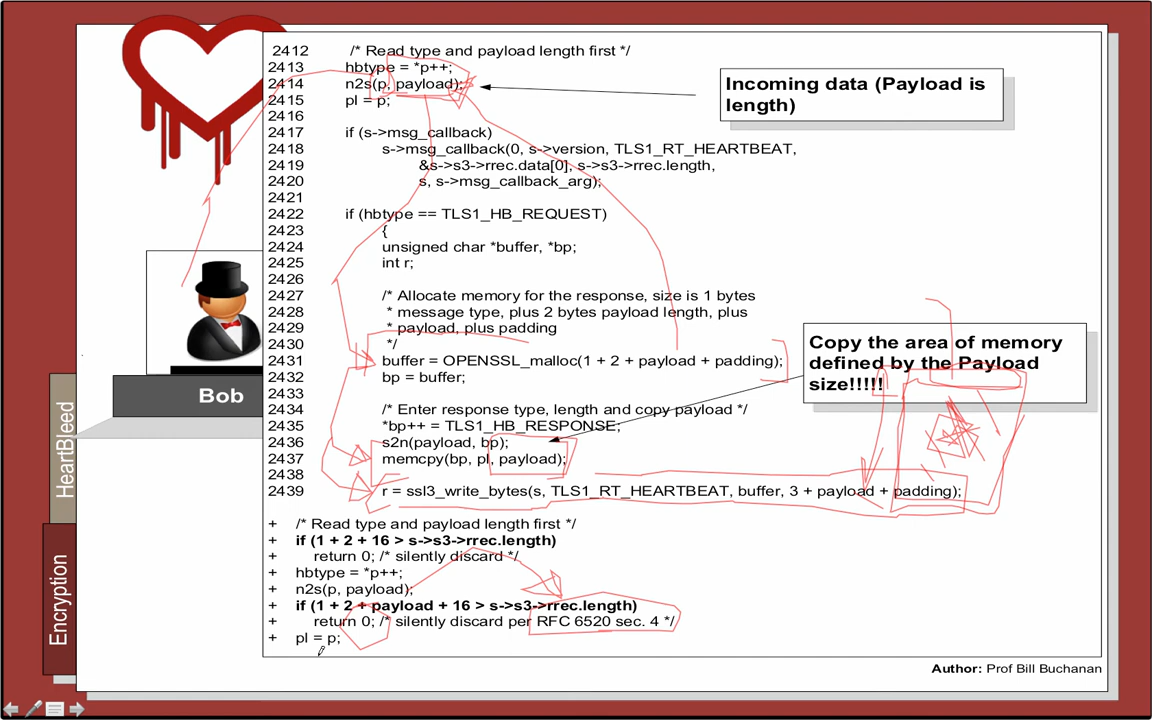 2412 /* Read type and payload length first */
2413 hbtype = *p++;
2414 n2s(p, payload);
2415 pl = p;
2416
2417 if (s->msg_callback)
2418 s->msg_callback(0, s->version, TLS1_RT_HEARTBEAT,
2419 &s->s3->rrec.data[0], s->s3->rrec.length,
2420 s, s->msg_callback_arg);
2421
2422 if (hbtype == TLS1_HB_REQUEST)
2423 {
2424 unsigned char *buffer, *bp;
2425 int r;
2426
2427 /* Allocate memory for the response, size is 1 bytes
2428 * message type, plus 2 bytes payload length, plus
2429 * payload, plus padding
2430 */
2431 buffer = OPENSSL_malloc(1 + 2 + payload + padding);
2432 bp = buffer;
2433
2434 /* Enter response type, length and copy payload */
2435 *bp++ = TLS1_HB_RESPONSE;
2436 s2n(payload, bp);
2437 memcpy(bp, pl, payload);
2438
2439 r = ssl3_write_bytes(s, TLS1_RT_HEARTBEAT, buffer, 3 + payload + padding);
+ /* Read type and payload length first */
+ if (1 + 2 + 16 > s->s3->rrec.length)
+ return 0; /* silently discard */
+ hbtype = *p++;
+ n2s(p, payload);
+ if (1 + 2 + payload + 16 > s->s3->rrec.length)
+ return 0; /* silently discard per RFC 6520 sec. 4 */
+ pl = p;
Incoming data (Payload is
length)
Copy the area of memory
defined by the Payload
size!!!!!
Bob
HeartBleed
Encryption
Author: Prof Bill Buchanan